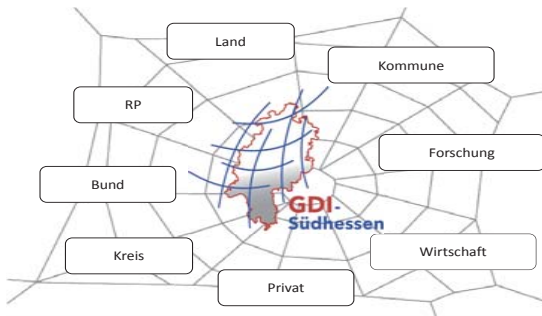 Land
Kommune
RP
Forschung
Bund
GDI-
Südhessen
Kreis
Wirtschaft
Privat